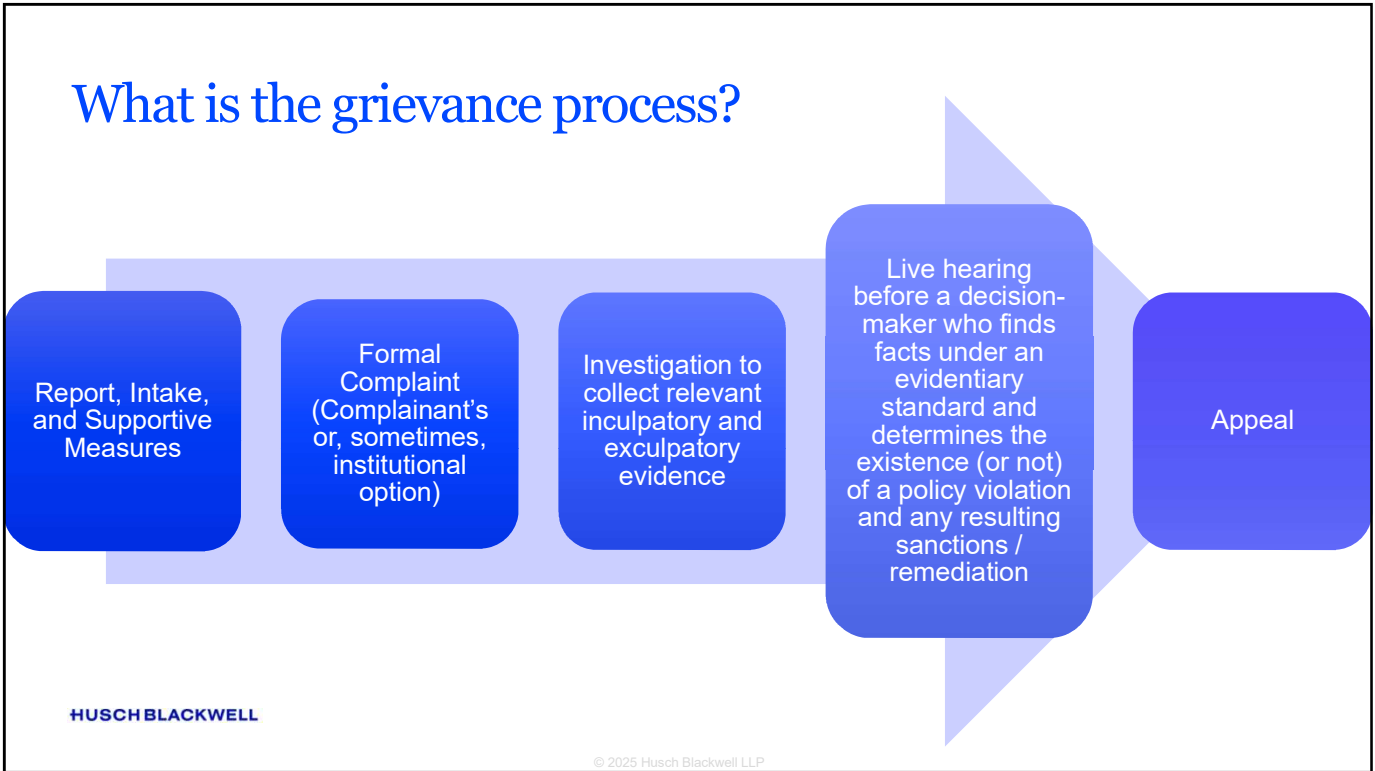 What is the grievance process?
Report, Intake,
and Supportive
Measures
Formal
Complaint
(Complainant’s
or, sometimes,
institutional
option)
Investigation to
collect relevant
inculpatory and
exculpatory
evidence
Live hearing
before a decision-
maker who finds
facts under an
evidentiary
standard and
determines the
existence (or not)
of a policy violation
and any resulting
sanctions /
remediation
Appeal
HUSCH BLACKWELL
© 2025 Husch Blackwell LLP